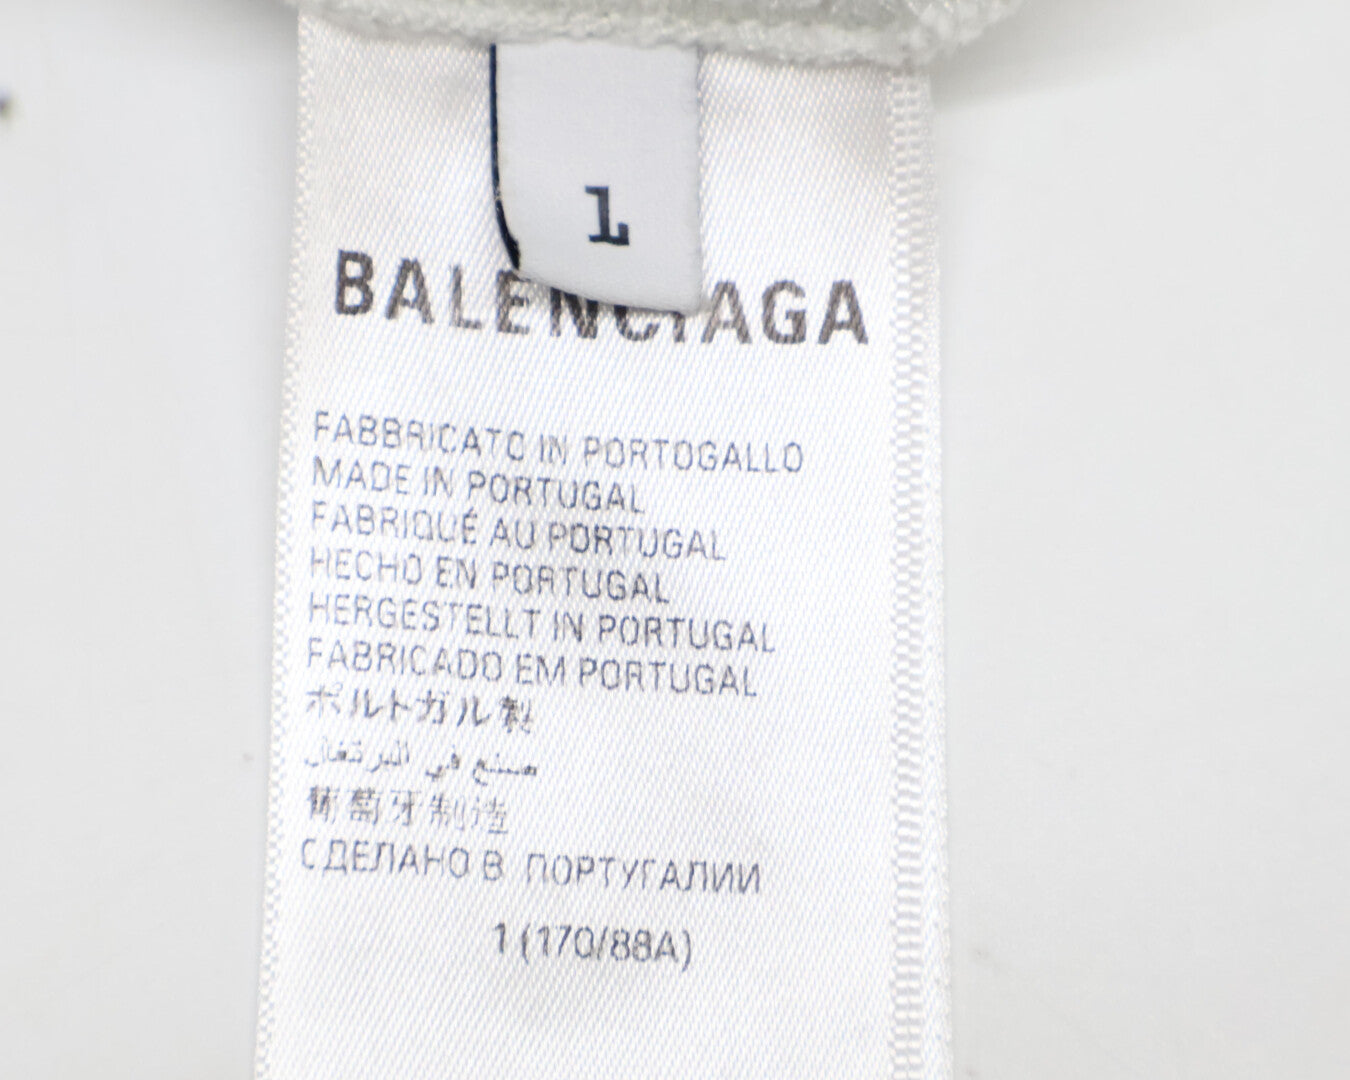 1
BALENCIAGA
FABBRICATO IN PORTOGALLO
MADE IN PORTUGAL
FABRIQUÉ AU PORTUGAL
HECHO EN PORTUGAL
HERGESTELLT IN PORTUGAL
FABRICADO EM PORTUGAL
ポルトガル製
صنع في البرتغال
葡萄牙制造
СДЕЛАНО В ПОРТУГАЛИИ
1 (170/88A)